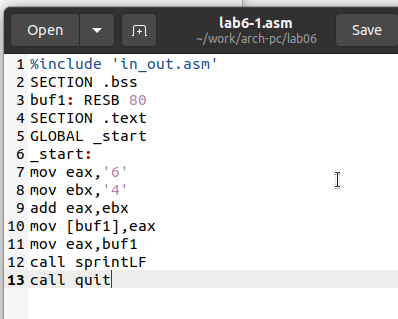 Open
lab6-1.asm
~/work/arch-pc/lab06
Save
1 %include 'in_out.asm'
2 SECTION .bss
3 buf1: RESB 80
4 SECTION .text
5 GLOBAL _start
6 _start:
7 mov eax,'6'
8 mov ebx,'4'
9 add eax,ebx
10 mov [buf1],eax
11 mov eax,buf1
12 call sprintLF
13 call quit